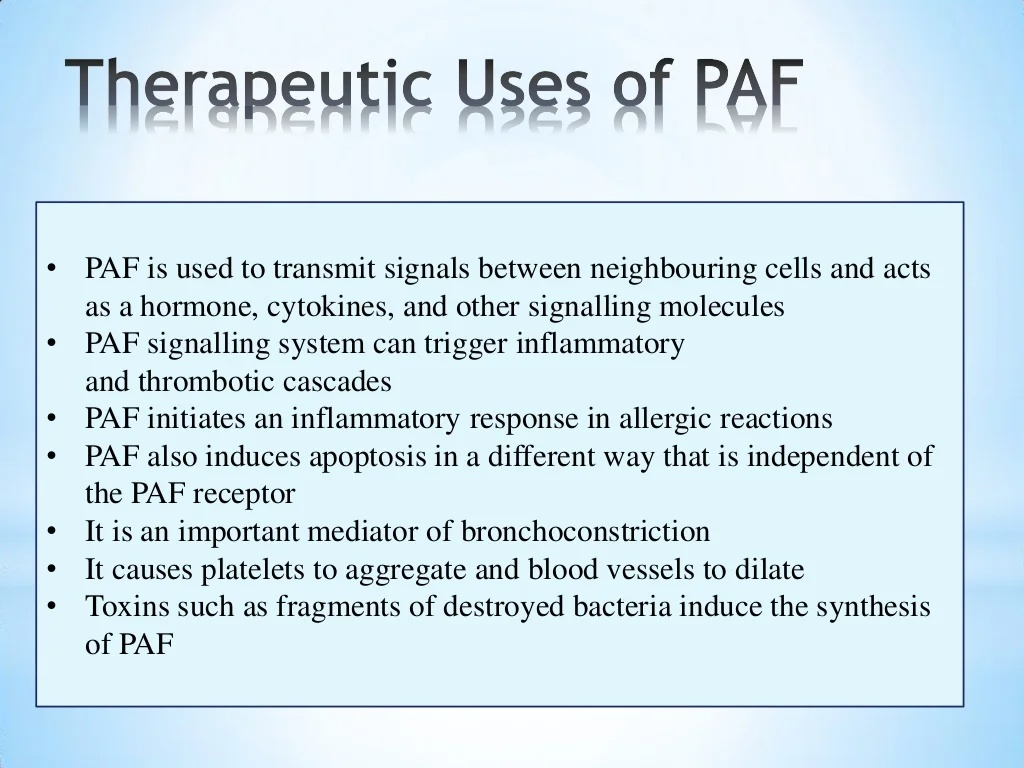 Therapeutic Uses of PAF
• PAF is used to transmit signals between neighbouring cells and acts
as a hormone, cytokines, and other signalling molecules
• PAF signalling system can trigger inflammatory
and thrombotic cascades
• PAF initiates an inflammatory response in allergic reactions
• PAF also induces apoptosis in a different way that is independent of
the PAF receptor
• It is an important mediator of bronchoconstriction
• It causes platelets to aggregate and blood vessels to dilate
• Toxins such as fragments of destroyed bacteria induce the synthesis
of PAF